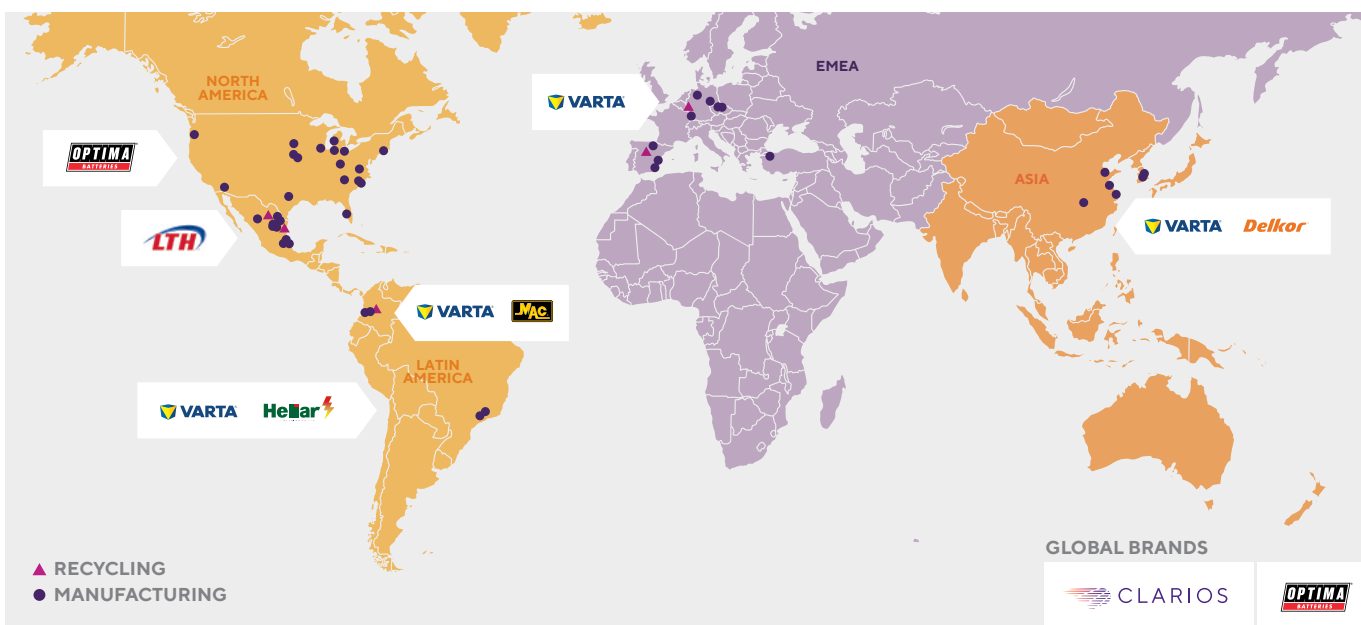 NORTH
AMERICA
EMEA
VARTA
OPTIMA
BATTERIES
ASIA
LTH
VARTA Delkor
VARTA MAC
LATIN
AMERICA
VARTA Heliar
GLOBAL BRANDS
RECYCLING
MANUFACTURING
CLARIOS
OPTIMA
BATTERIES